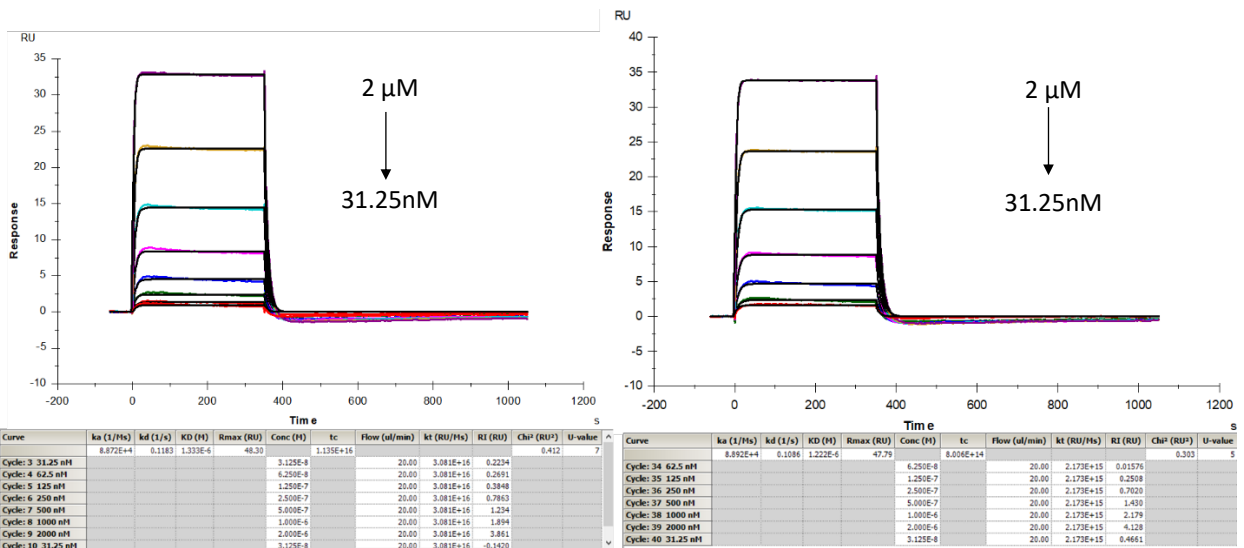 RU
35
30
25
20
15
10
5
0
-5
-10
Response
-200 0 200 400 600 800 1000 1200
Time s
2 µM
31.25nM
Curve ka (1/Ms) kd (1/s) KD (M) Rmax (RU) Conc (M) tc Flow (ul/min) kt (RU/Ms) RI (RU) Chi² (RU²) U-value
8.872E+4 0.1183 1.333E-6 48.30 1.135E+16 0.412 7
Cycle: 3 31.25 nM 3.125E-8 20.00 3.081E+16 0.2234
Cycle: 4 62.5 nM 6.250E-8 20.00 3.081E+16 0.2691
Cycle: 5 125 nM 1.250E-7 20.00 3.081E+16 0.3848
Cycle: 6 250 nM 2.500E-7 20.00 3.081E+16 0.7863
Cycle: 7 500 nM 5.000E-7 20.00 3.081E+16 1.234
Cycle: 8 1000 nM 1.000E-6 20.00 3.081E+16 1.894
Cycle: 9 2000 nM 2.000E-6 20.00 3.081E+16 3.861
Cycle: 10 31.25 nM 3.125E-8 20.00 3.081E+16 -0.1420
RU
40
35
30
25
20
15
10
5
0
-5
-10
Response
-200 0 200 400 600 800 1000 1200
Time s
2 µM
31.25nM
Curve ka (1/Ms) kd (1/s) KD (M) Rmax (RU) Conc (M) tc Flow (ul/min) kt (RU/Ms) RI (RU) Chi² (RU²) U-value
8.892E+4 0.1086 1.222E-6 47.79 8.006E+14 0.303 5
Cycle: 34 62.5 nM 6.250E-8 20.00 2.173E+15 0.01576
Cycle: 35 125 nM 1.250E-7 20.00 2.173E+15 0.2508
Cycle: 36 250 nM 2.500E-7 20.00 2.173E+15 0.7020
Cycle: 37 500 nM 5.000E-7 20.00 2.173E+15 1.430
Cycle: 38 1000 nM 1.000E-6 20.00 2.173E+15 2.179
Cycle: 39 2000 nM 2.000E-6 20.00 2.173E+15 4.128
Cycle: 40 31.25 nM 3.125E-8 20.00 2.173E+15 0.4661